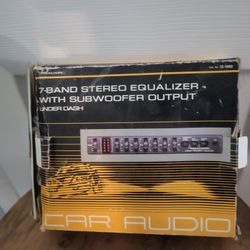 7-BAND STEREO EQUALIZER
WITH SUBWOOFER OUTPUT
UNDER DASH
CAR AUDIO